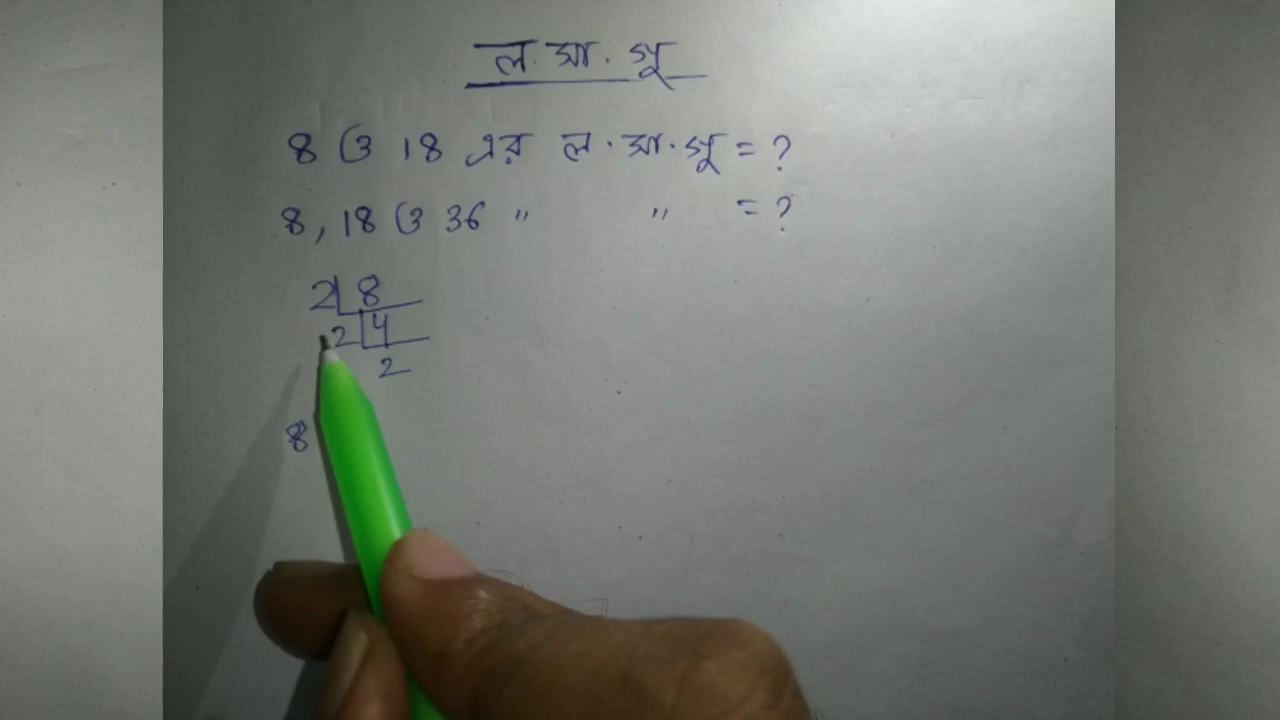 ল. সা. গু
8 ও 18 এর ল. সা. গু = ?
8, 18 ও 36 " " = ?
2 8
2 4
2
8